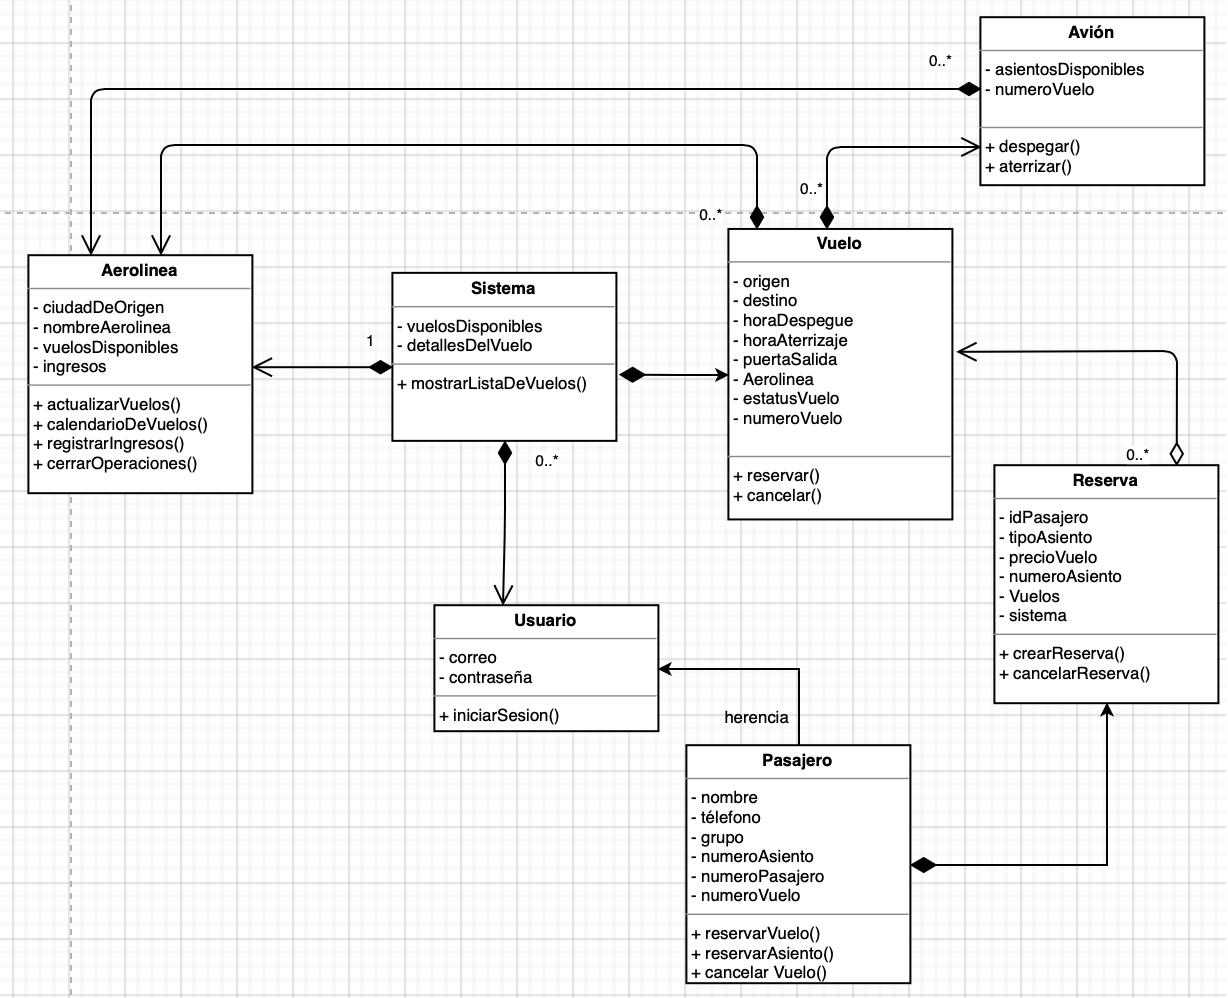 Avión
- asientosDisponibles
- numeroVuelo
+ despegar()
+ aterrizar()
0..*
0..*
0..*
Aerolinea
- ciudadDeOrigen
- nombreAerolinea
- vuelosDisponibles
- ingresos
+ actualizarVuelos()
+ calendarioDeVuelos()
+ registrarIngresos()
+ cerrarOperaciones()
1
Sistema
- vuelosDisponibles
- detallesDelVuelo
+ mostrarListaDeVuelos()
0..*
Vuelo
- origen
- destino
- horaDespegue
- horaAterrizaje
- puertaSalida
- Aerolinea
- estatusVuelo
- numeroVuelo
+ reservar()
+ cancelar()
0..*
Reserva
- idPasajero
- tipoAsiento
- precioVuelo
- numeroAsiento
- Vuelos
- sistema
+ crearReserva()
+ cancelarReserva()
Usuario
- correo
- contraseña
+ iniciarSesion()
herencia
Pasajero
- nombre
- télefono
- grupo
- numeroAsiento
- numeroPasajero
- numeroVuelo
+ reservarVuelo()
+ reservarAsiento()
+ cancelar Vuelo()